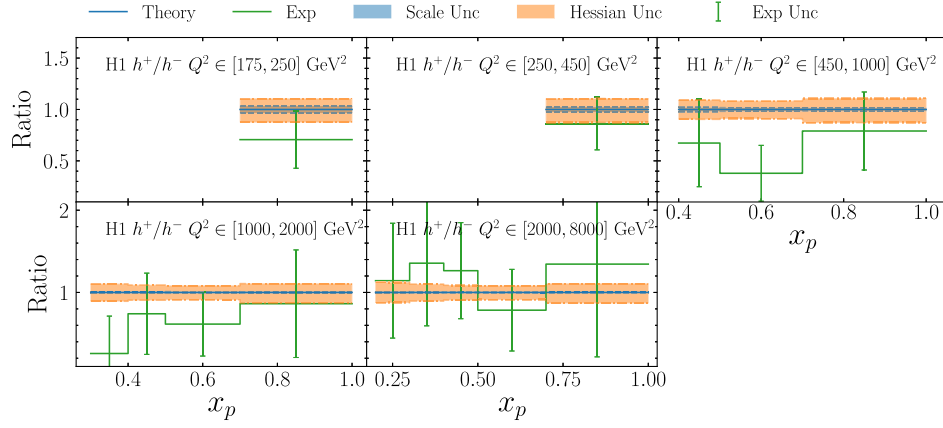 Theory Exp Scale Unc Hessian Unc Exp Unc
H1 h⁺/h⁻ Q² ∈ [175, 250] GeV² H1 h⁺/h⁻ Q² ∈ [250, 450] GeV² H1 h⁺/h⁻ Q² ∈ [450, 1000] GeV²
Ratio
1.5
1.0
0.5
0.4 0.6 0.8 1.0
x_p
H1 h⁺/h⁻ Q² ∈ [1000, 2000] GeV² H1 h⁺/h⁻ Q² ∈ [2000, 8000] GeV²
Ratio
2
1
0.4 0.6 0.8 1.0 0.25 0.50 0.75 1.00
x_p x_p